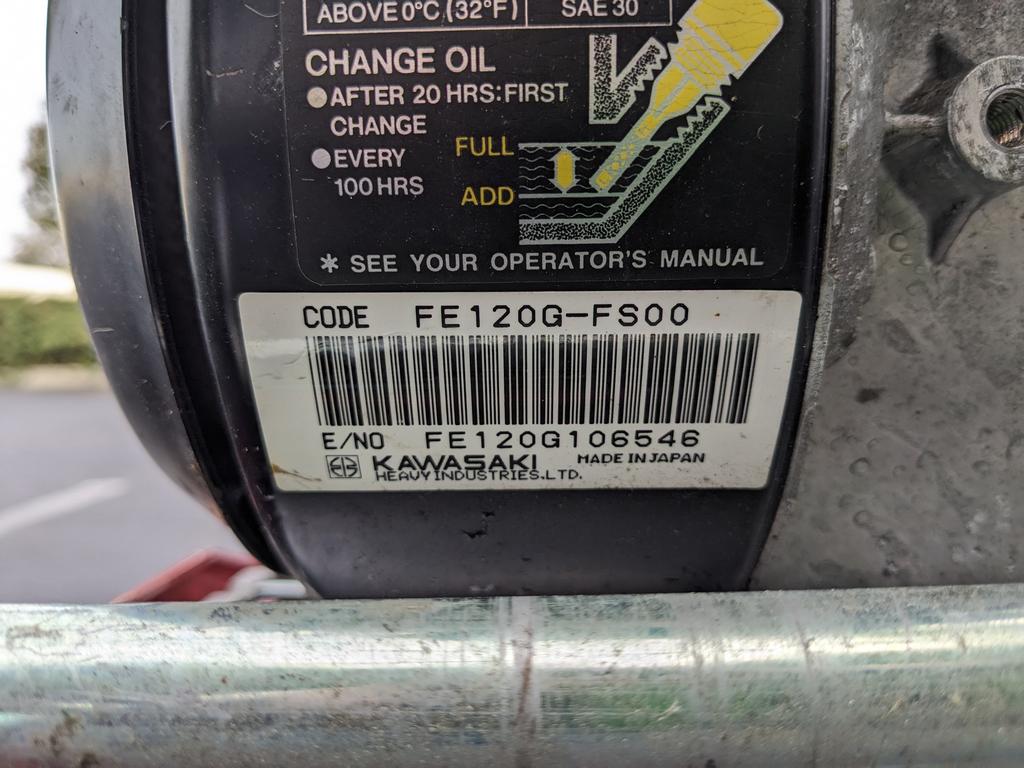 ABOVE 0°C (32°F) SAE 30
CHANGE OIL
● AFTER 20 HRS: FIRST
CHANGE
● EVERY
100 HRS
FULL
ADD
* SEE YOUR OPERATOR'S MANUAL
CODE FE120G-FS00
E/NO FE120G106546
KAWASAKI MADE IN JAPAN
HEAVY INDUSTRIES.LTD.